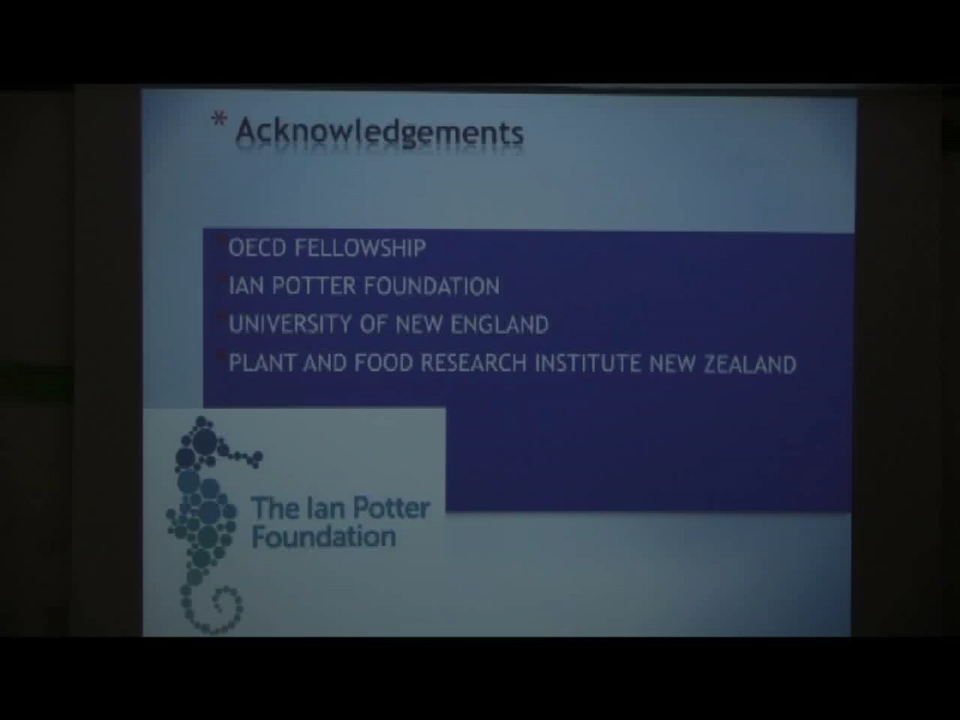 * Acknowledgements
* OECD FELLOWSHIP
* IAN POTTER FOUNDATION
* UNIVERSITY OF NEW ENGLAND
* PLANT AND FOOD RESEARCH INSTITUTE NEW ZEALAND
The Ian Potter
Foundation